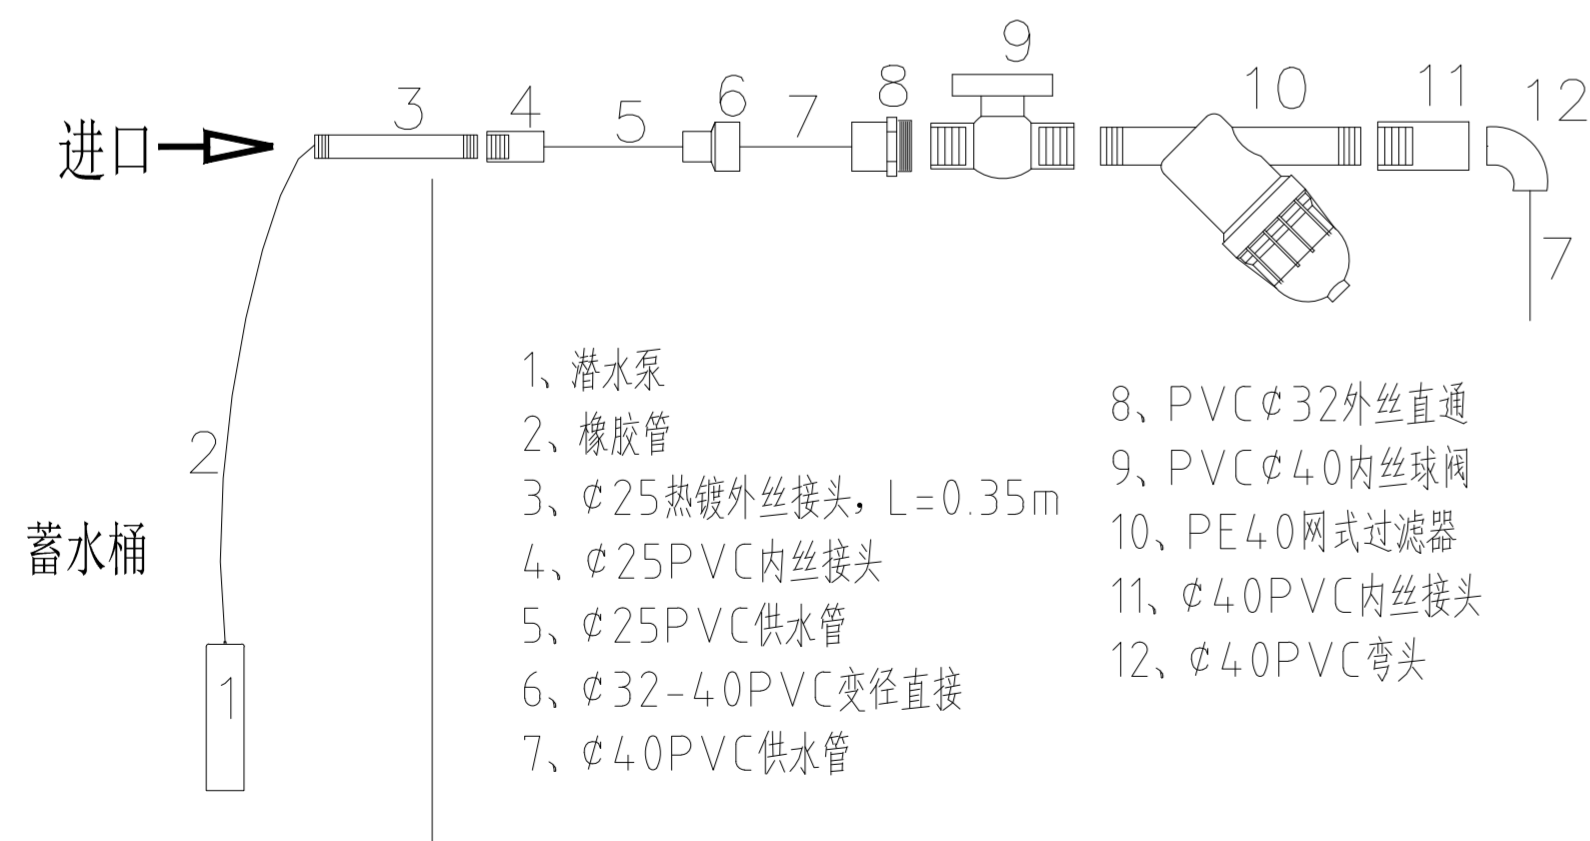 9
8
10
11
12
6
7
3
4
5
进口
7
1、潜水泵
2、橡胶管
3、¢25热镀外丝接头，L=0.35m
4、¢25PVC内丝接头
5、¢25PVC供水管
6、¢32-40PVC变径直接
7、¢40PVC供水管
8、PVC¢32外丝直通
9、PVC¢40内丝球阀
10、PE40网式过滤器
11、¢40PVC内丝接头
12、¢40PVC弯头
2
蓄水桶
1